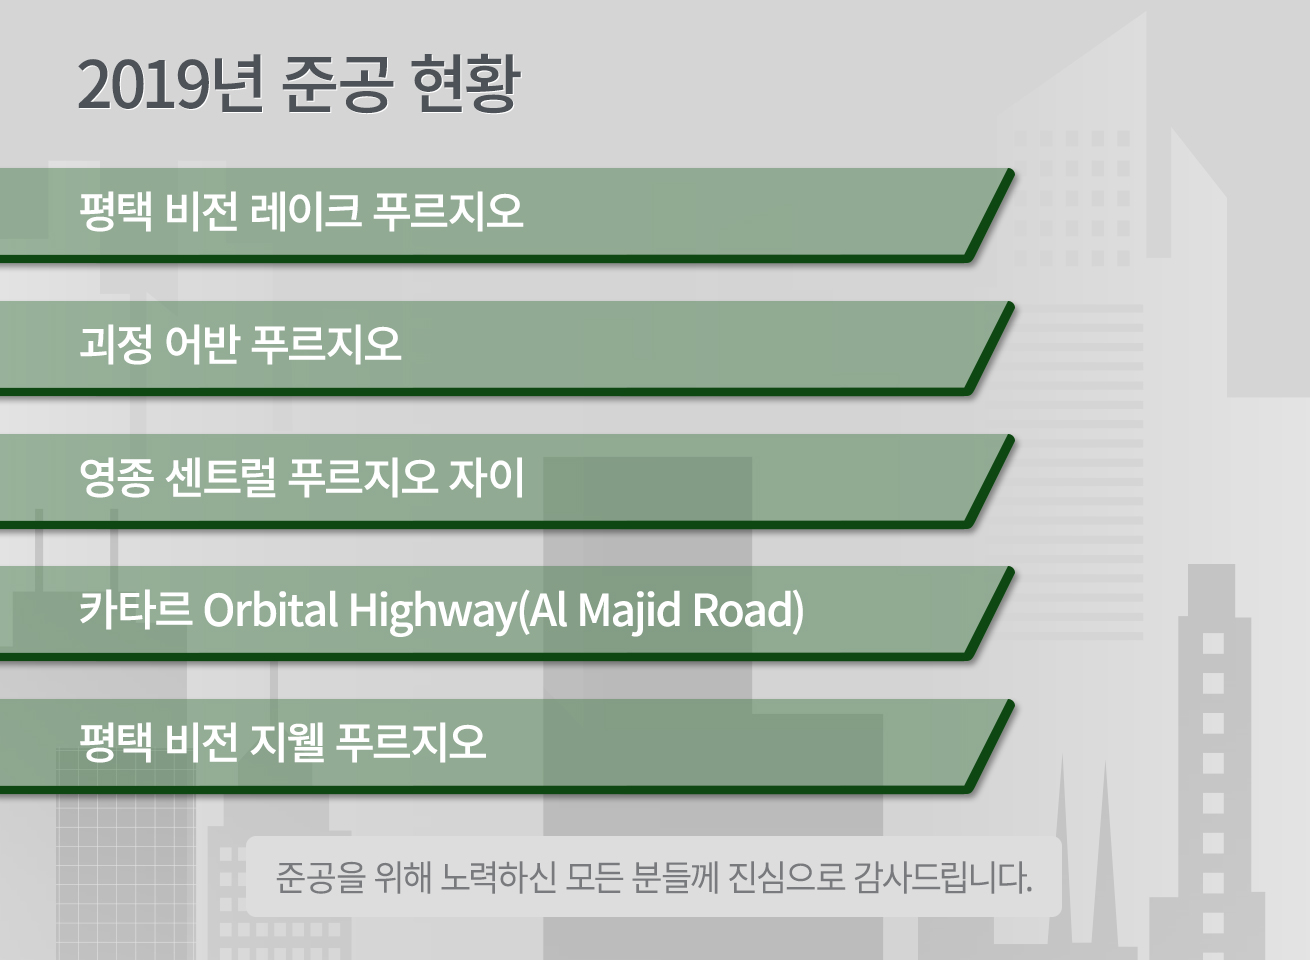 2019년 준공 현황
평택 비전 레이크 푸르지오
괴정 어반 푸르지오
영종 센트럴 푸르지오 자이
카타르 Orbital Highway(Al Majid Road)
평택 비전 지웰 푸르지오
준공을 위해 노력하신 모든 분들께 진심으로 감사드립니다.